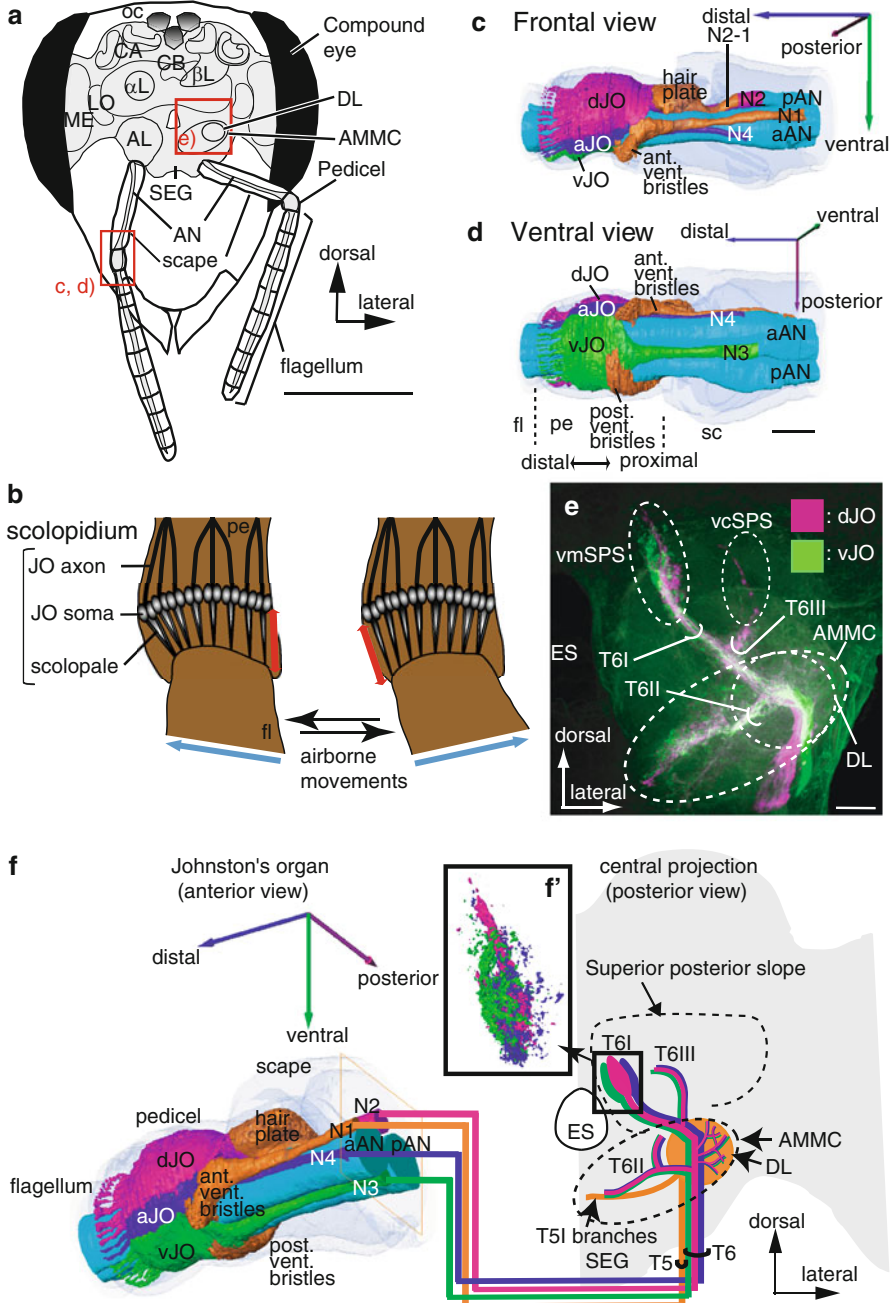 a
oc
CA
CB
βL
αL
LO
ME
AL
e)
SEG
Compound
eye
DL
AMMC
Pedicel
AN
scape
c, d)
dorsal
lateral
flagellum
b
scolopidium
JO axon
JO soma
scolopale
pe
fl
airborne
movements
c Frontal view
distal
N2-1
posterior
ventral
hair
plate
dJO
N2
pAN
N1
aJO
N4
aAN
vJO
ant.
vent.
bristles
d Ventral view
distal
ventral
posterior
ant.
vent.
bristles
dJO
aJO
N4
aAN
vJO
N3
pAN
post.
vent.
bristles
fl
pe
sc
distal
proximal
e
: dJO
: vJO
vcSPS
vmSPS
T6III
AMMC
ES
T6I
T6II
DL
dorsal
lateral
f
Johnston's organ
(anterior view)
distal
posterior
ventral
scape
pedicel
hair
plate
N2
N1
aAN
pAN
dJO
N4
flagellum
ant.
vent.
bristles
N3
aJO
vJO
post.
vent.
bristles
f'
central projection
(posterior view)
Superior posterior slope
T6I
T6III
ES
AMMC
DL
T6II
T5I branches
SEG
T5
T6
dorsal
lateral